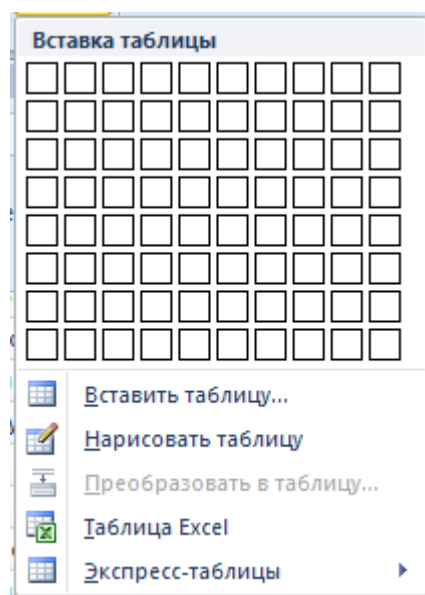 Вставка таблицы
Вставить таблицу...
Нарисовать таблицу
Преобразовать в таблицу...
Таблица Excel
Экспресс-таблицы